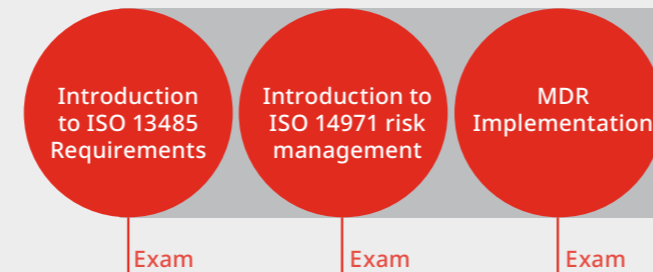 Introduction
to ISO 13485
Requirements
Introduction to
ISO 14971 risk
management
MDR
Implementation
Exam
Exam
Exam